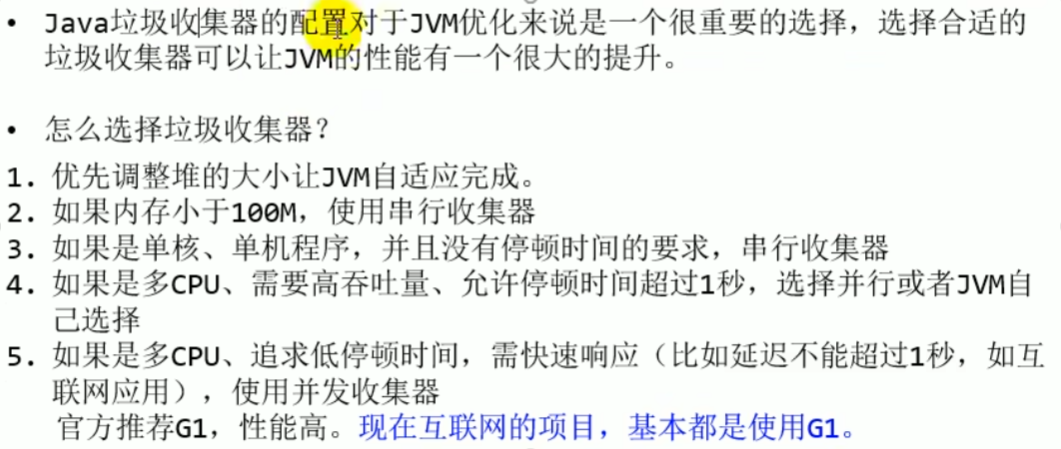 • Java垃圾收集器的配置对于JVM优化来说是一个很重要的选择，选择合适的
垃圾收集器可以让JVM的性能有一个很大的提升。
• 怎么选择垃圾收集器？
1. 优先调整堆的大小让JVM自适应完成。
2. 如果内存小于100M，使用串行收集器
3. 如果是单核、单机程序，并且没有停顿时间的要求，串行收集器
4. 如果是多CPU、需要高吞吐量、允许停顿时间超过1秒，选择并行或者JVM自
己选择
5. 如果是多CPU、追求低停顿时间，需快速响应（比如延迟不能超过1秒，如互
联网应用），使用并发收集器
官方推荐G1，性能高。现在互联网的项目，基本都是使用G1。